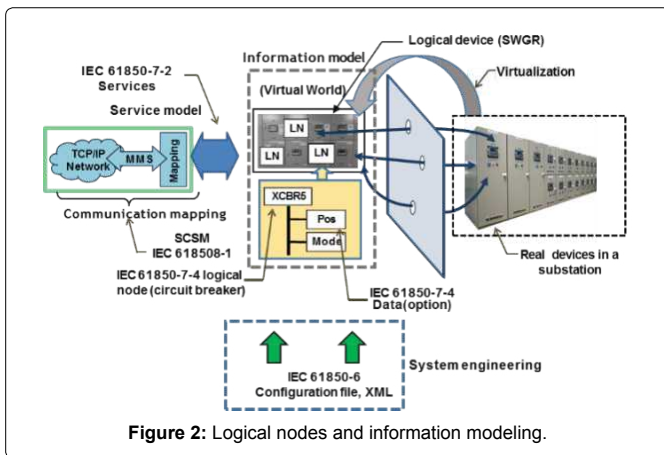 Logical device (SWGR)
Information model
IEC 61850-7-2
Services
Virtualization
(Virtual World)
Service model
LN
TCP/IP
Network
MMS
Mapping
LN
LN
XCBR5
Communication mapping
Pos
SCSM
IEC 618508-1
Mode
Real devices in a
substation
IEC 61850-7-4 logical
node (circuit breaker)
IEC 61850-7-4
Data(option)
System engineering
IEC 61850-6
Configuration file, XML
Figure 2: Logical nodes and information modeling.